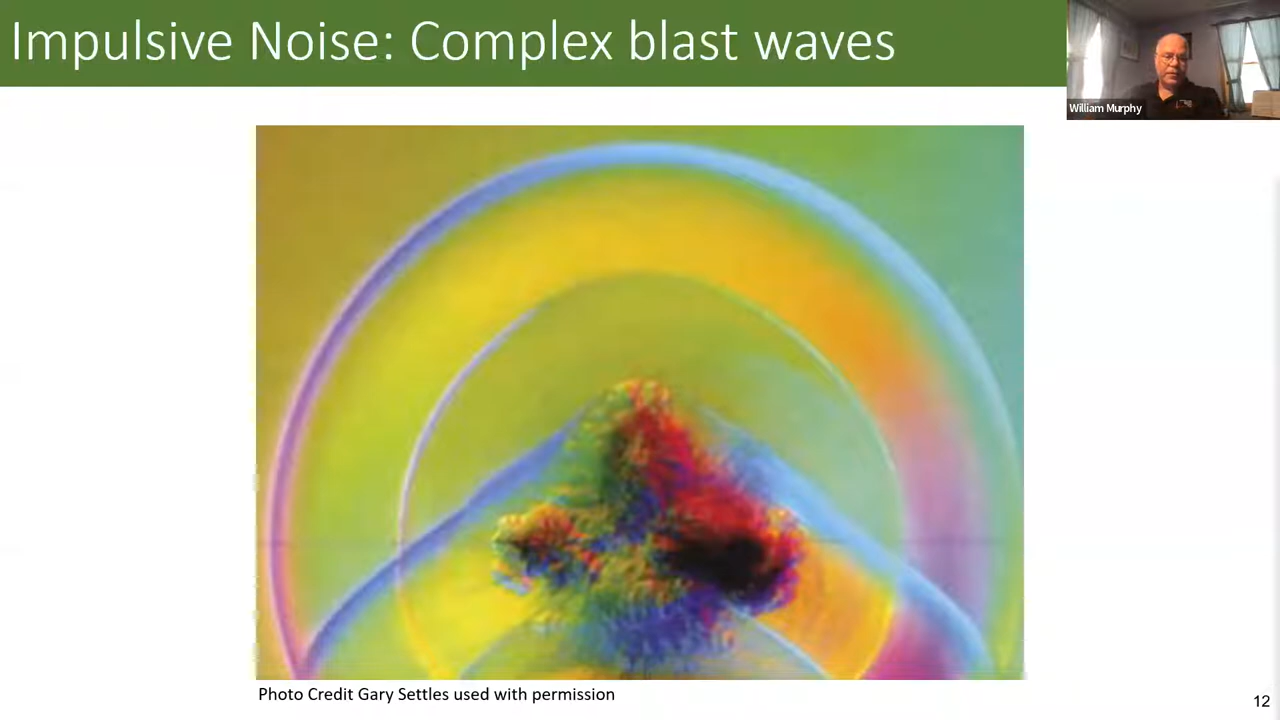 Impulsive Noise: Complex blast waves
William Murphy
Photo Credit Gary Settles used with permission
12